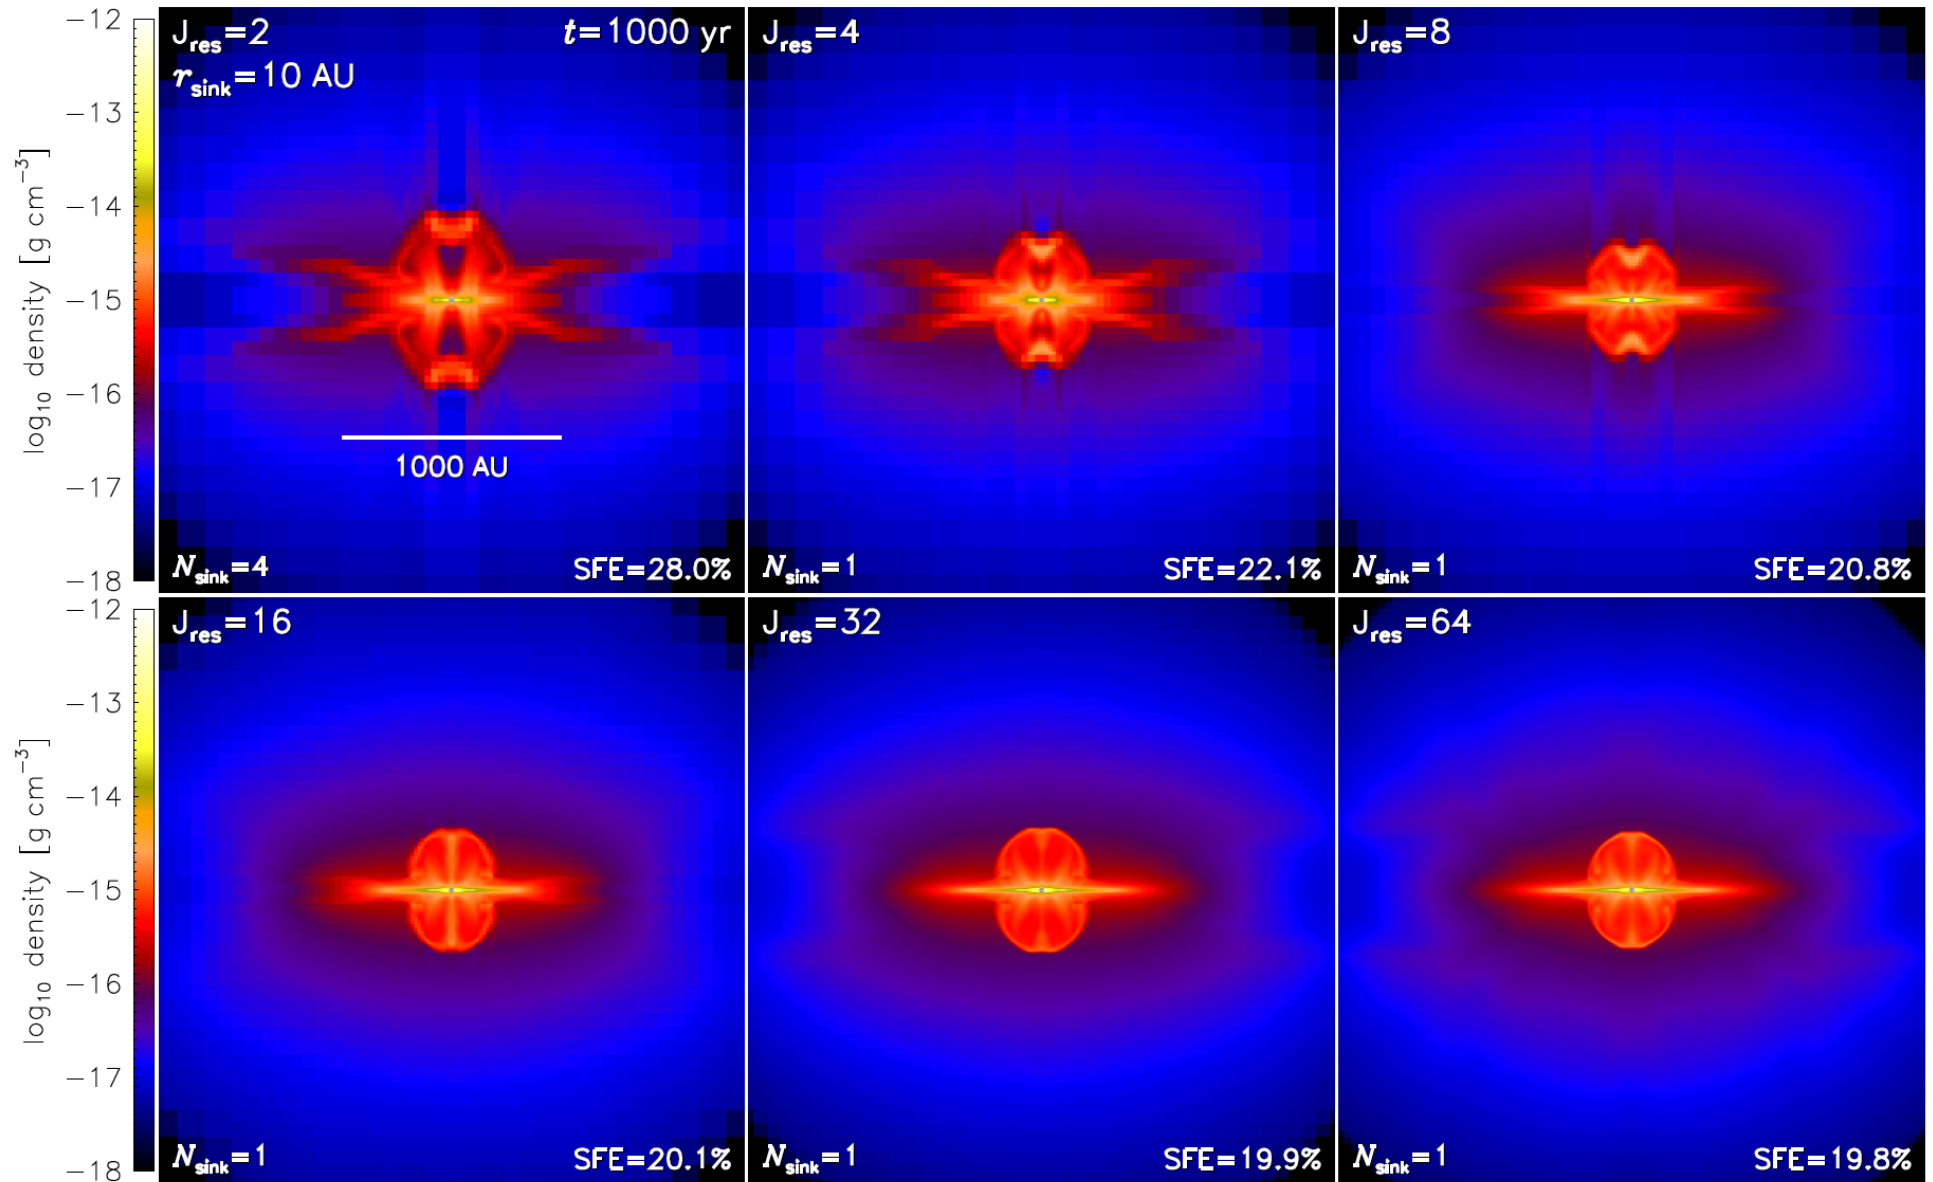 J_res=2
t=1000 yr
r_sink=10 AU
1000 AU
N_sink=4
SFE=28.0%
J_res=4
N_sink=1
SFE=22.1%
J_res=8
N_sink=1
SFE=20.8%
log₁₀ density [g cm⁻³]
−12
−13
−14
−15
−16
−17
−18
J_res=16
N_sink=1
SFE=20.1%
J_res=32
N_sink=1
SFE=19.9%
J_res=64
N_sink=1
SFE=19.8%
log₁₀ density [g cm⁻³]
−12
−13
−14
−15
−16
−17
−18